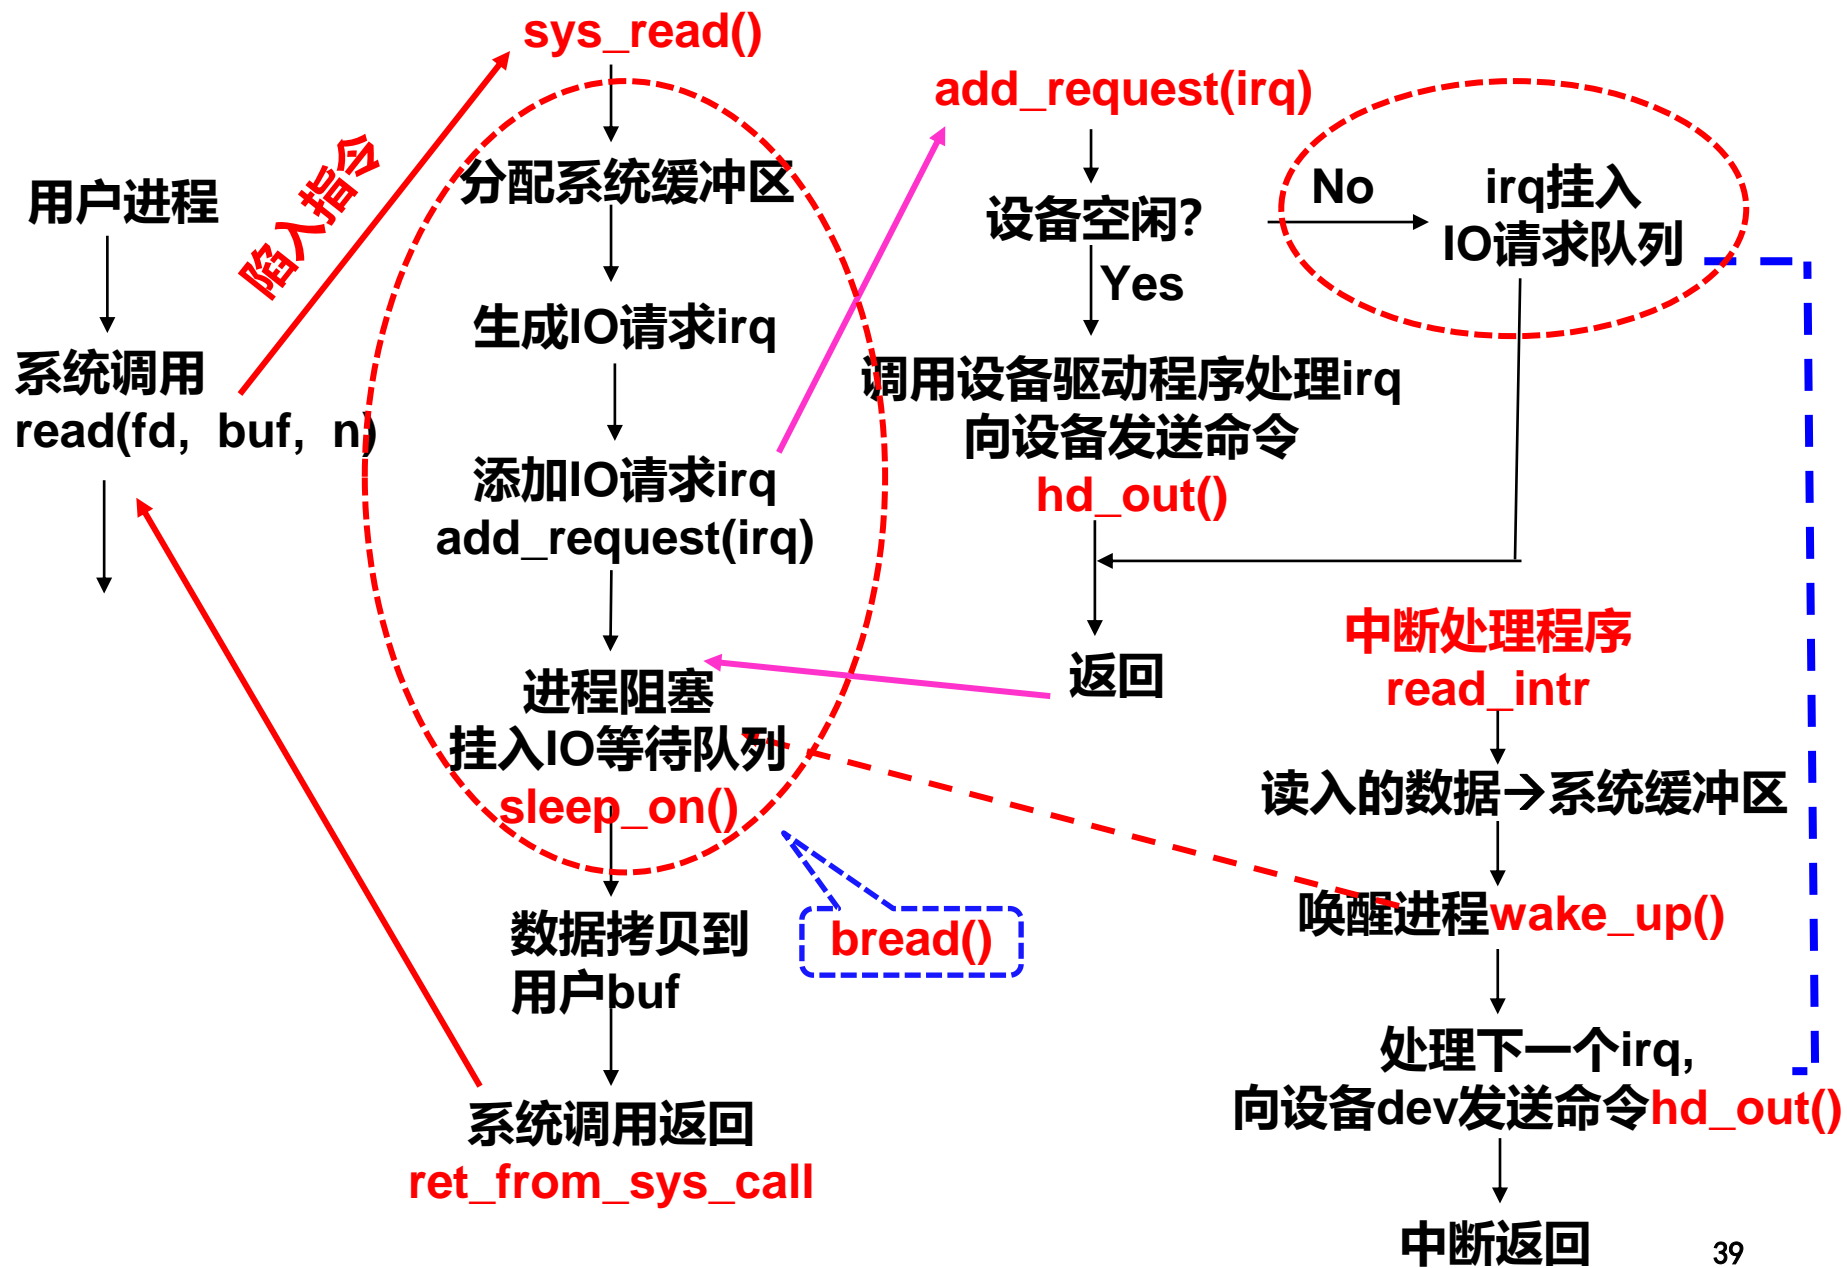 用户进程
系统调用
read(fd, buf, n)
陷入指令
sys_read()
分配系统缓冲区
生成IO请求irq
添加IO请求irq
add_request(irq)
进程阻塞
挂入IO等待队列
sleep_on()
bread()
数据拷贝到
用户buf
系统调用返回
ret_from_sys_call
add_request(irq)
设备空闲?
No
irq挂入
IO请求队列
Yes
调用设备驱动程序处理irq
向设备发送命令
hd_out()
返回
中断处理程序
read_intr
读入的数据→系统缓冲区
唤醒进程wake_up()
处理下一个irq,
向设备dev发送命令hd_out()
中断返回
39